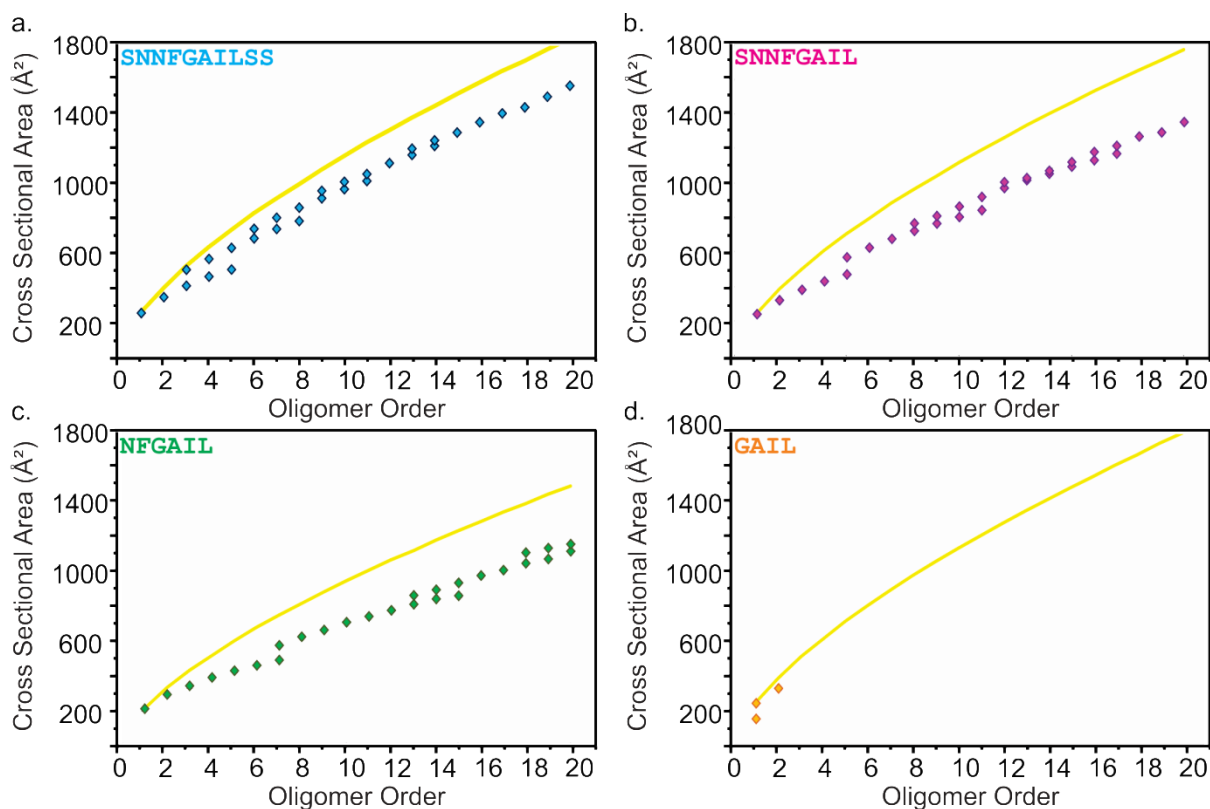 a.
SNNFGAILSS
Cross Sectional Area (Å²)
1800
1400
1000
600
200
0 2 4 6 8 10 12 14 16 18 20
Oligomer Order
b.
SNNFGAIL
Cross Sectional Area (Å²)
1800
1400
1000
600
200
0 2 4 6 8 10 12 14 16 18 20
Oligomer Order
c.
NFGAIL
Cross Sectional Area (Å²)
1800
1400
1000
600
200
0 2 4 6 8 10 12 14 16 18 20
Oligomer Order
d.
GAIL
Cross Sectional Area (Å²)
1800
1400
1000
600
200
0 2 4 6 8 10 12 14 16 18 20
Oligomer Order